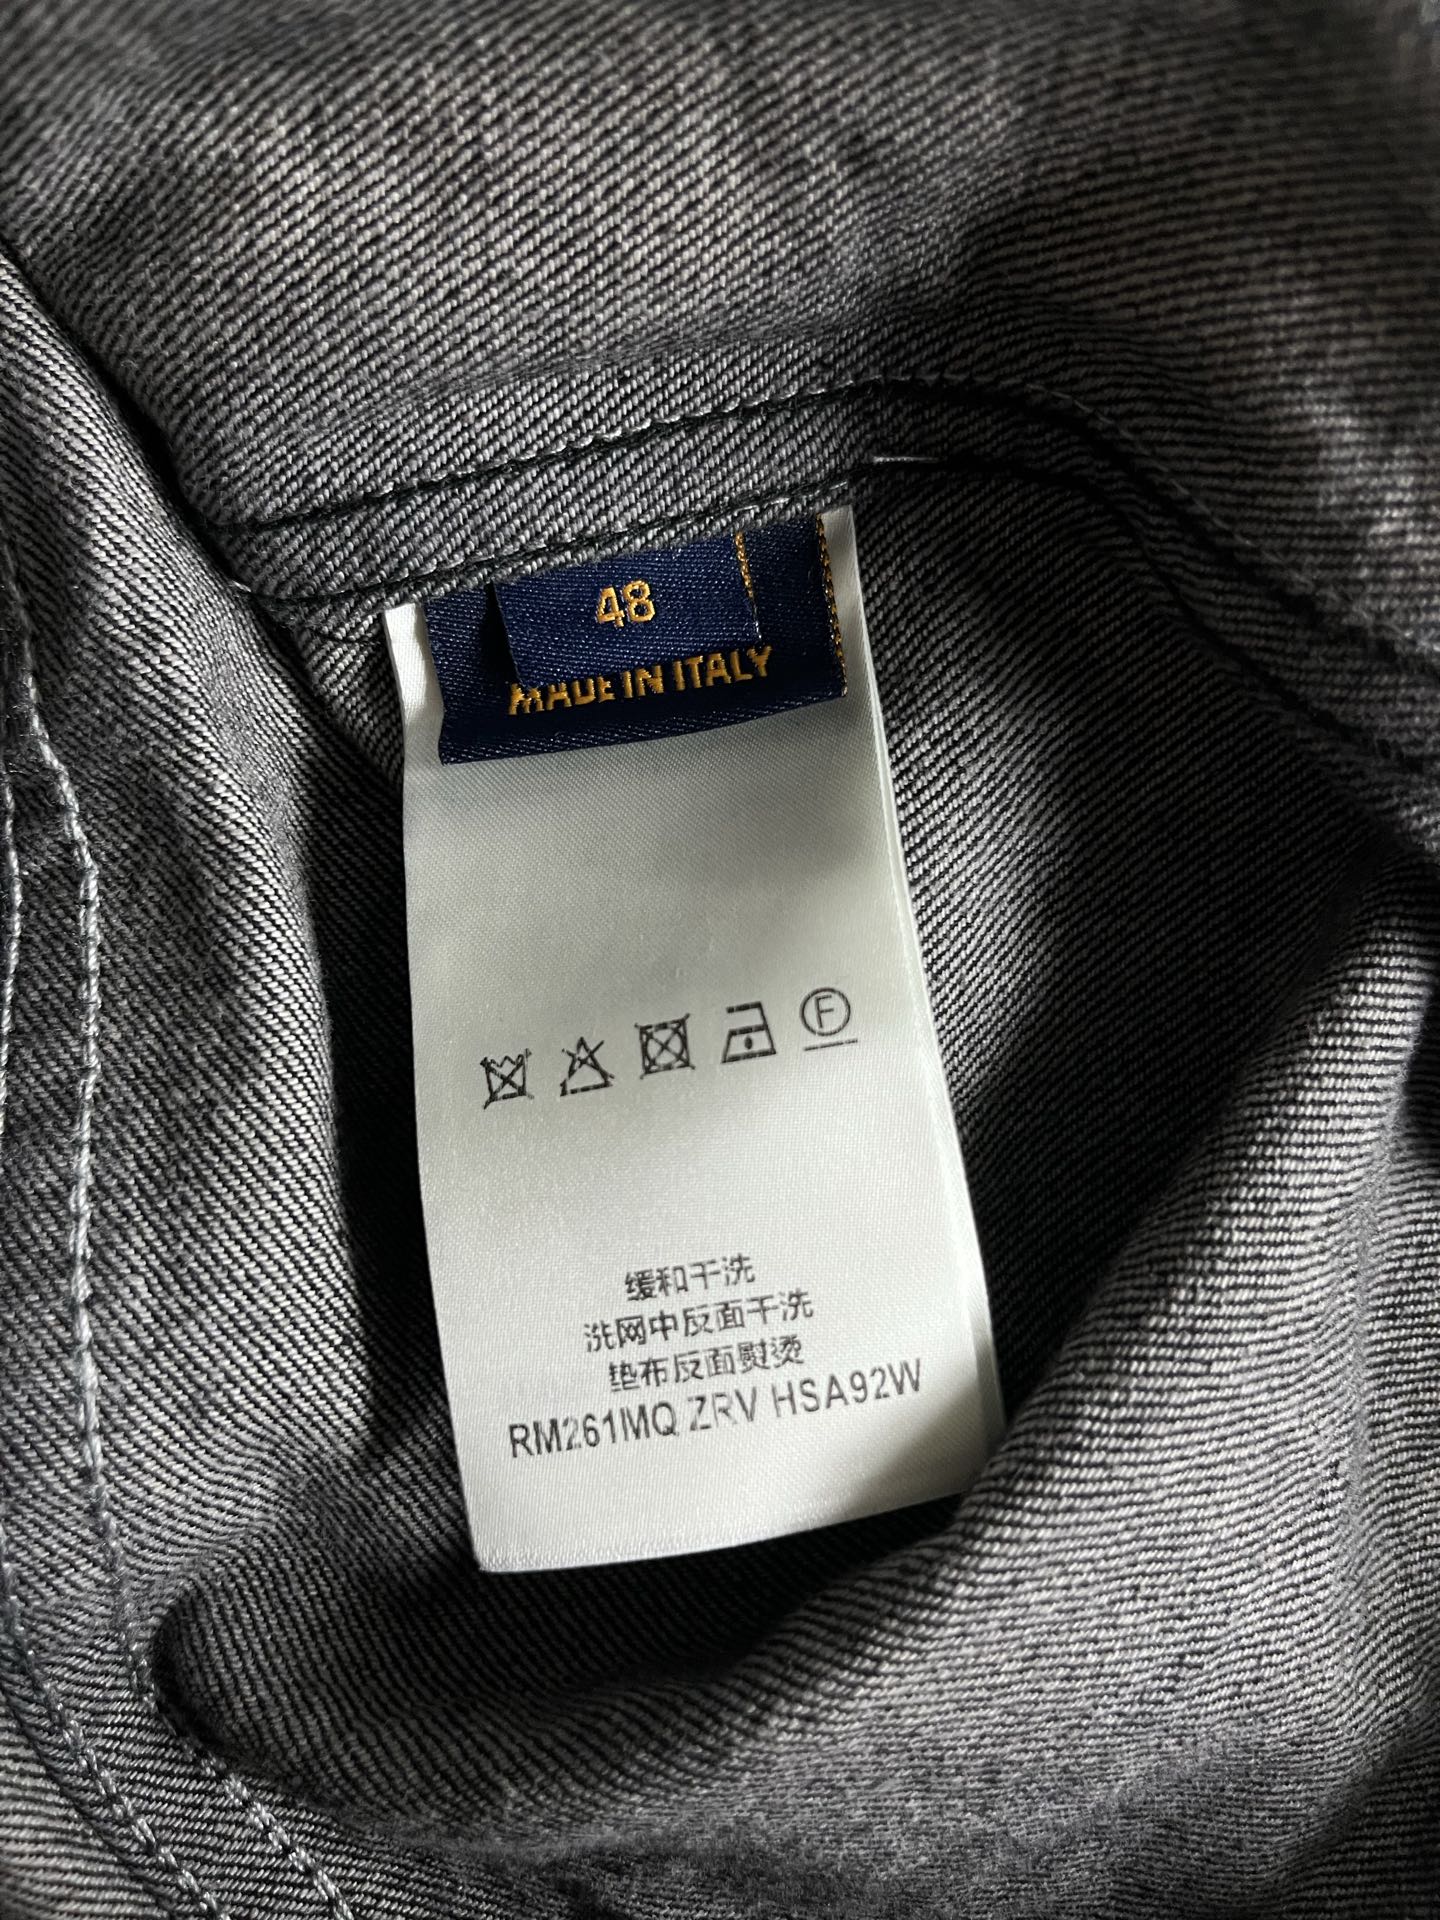 48
MADE IN ITALY
F
缓和干洗
洗网中反面干洗
垫布反面熨烫
RM261MQ ZRV HSA92W